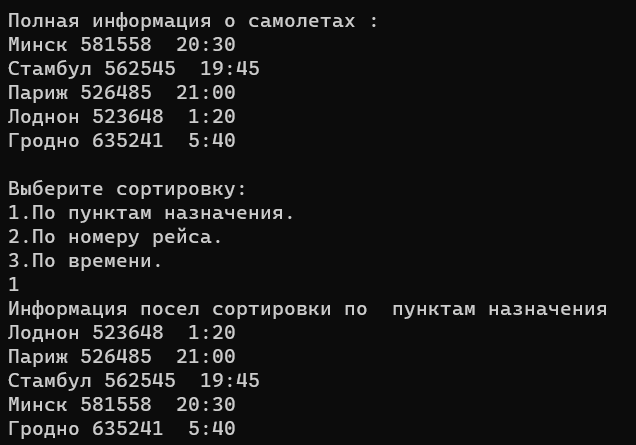 Полная информация о самолетах :
Минск 581558  20:30
Стамбул 562545  19:45
Париж 526485  21:00
Лоднон 523648  1:20
Гродно 635241  5:40
Выберите сортировку:
1.По пунктам назначения.
2.По номеру рейса.
3.По времени.
1
Информация посел сортировки по  пунктам назначения
Лоднон 523648  1:20
Париж 526485  21:00
Стамбул 562545  19:45
Минск 581558  20:30
Гродно 635241  5:40